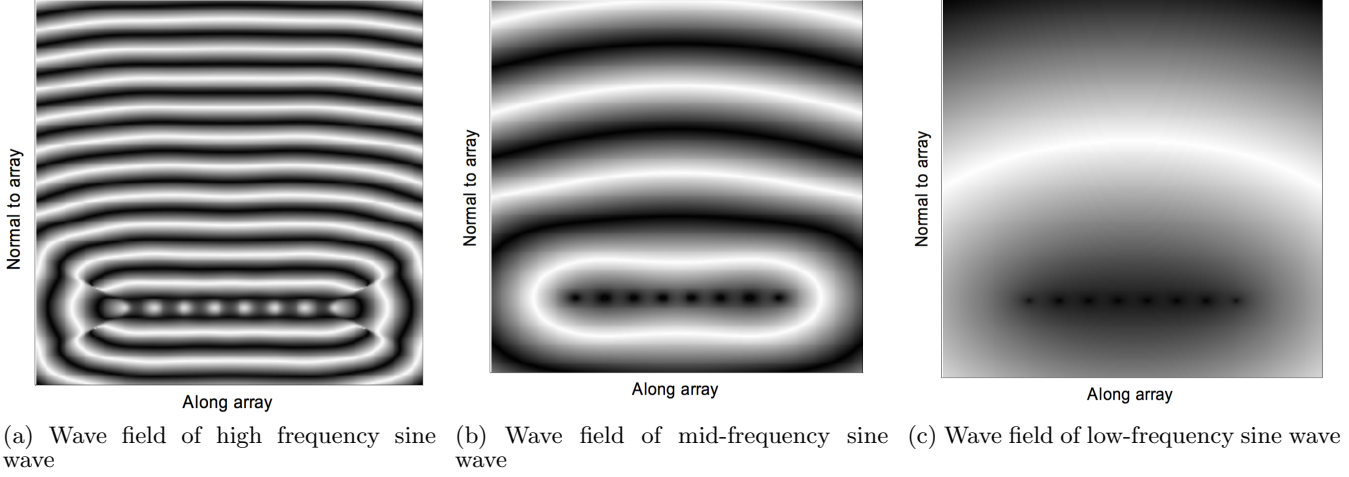 Normal to array
Along array
(a) Wave field of high frequency sine
wave
Normal to array
Along array
(b) Wave field of mid-frequency sine
wave
Normal to array
Along array
(c) Wave field of low-frequency sine wave